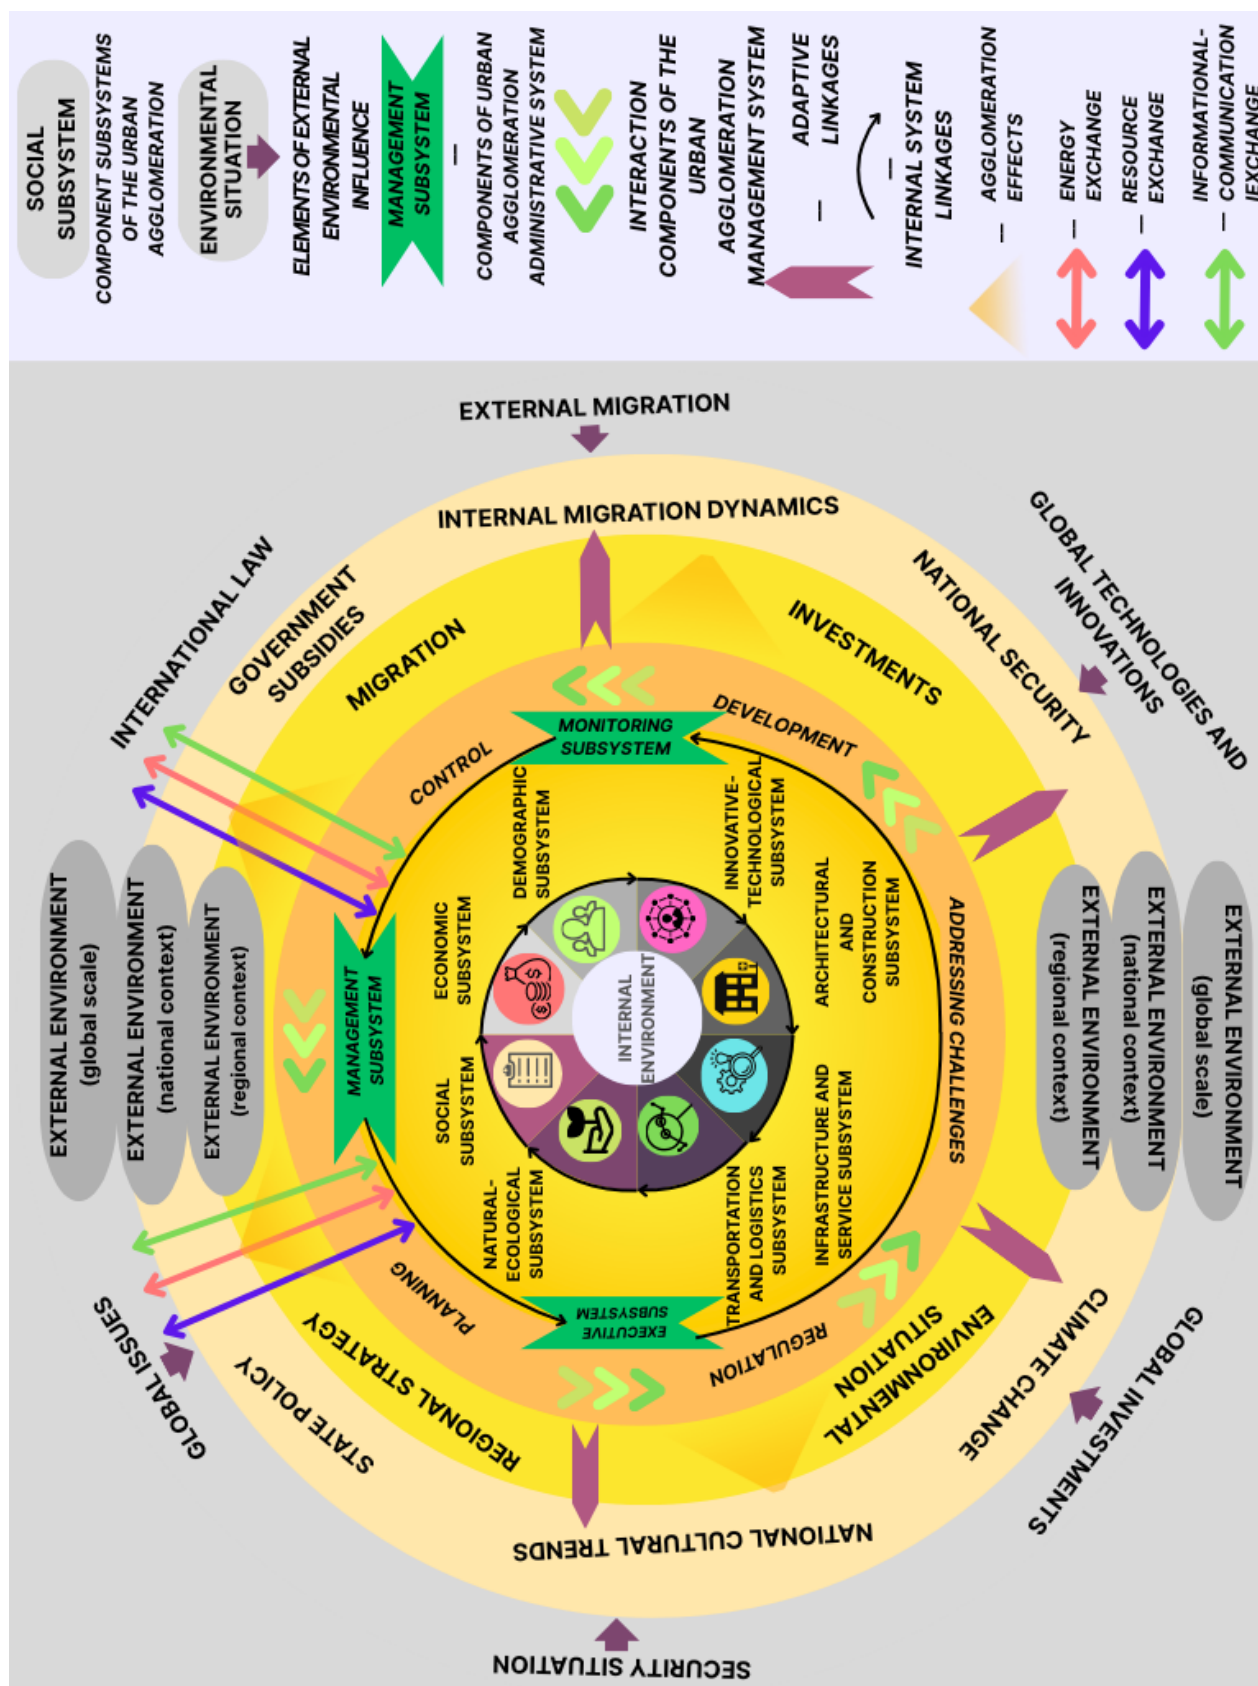 SOCIAL
SUBSYSTEM
COMPONENT SUBSYSTEMS
OF THE URBAN
AGGLOMERATION
ENVIRONMENTAL
SITUATION
ELEMENTS OF EXTERNAL
ENVIRONMENTAL
INFLUENCE
MANAGEMENT
SUBSYSTEM
—
COMPONENTS OF URBAN
AGGLOMERATION
ADMINISTRATIVE SYSTEM
INTERACTION
COMPONENTS OF THE
URBAN
AGGLOMERATION
MANAGEMENT SYSTEM
— ADAPTIVE
LINKAGES
—
INTERNAL SYSTEM
LINKAGES
— AGGLOMERATION
EFFECTS
— ENERGY
EXCHANGE
— RESOURCE
EXCHANGE
INFORMATIONAL-
— COMMUNICATION
IEXCHANGE
EXTERNAL MIGRATION
INTERNAL MIGRATION DYNAMICS
INTERNATIONAL LAW
GOVERNMENT
SUBSIDIES
MIGRATION
INVESTMENTS
NATIONAL SECURITY
GLOBAL TECHNOLOGIES AND
INNOVATIONS
CONTROL
MONITORING
SUBSYSTEM
DEVELOPMENT
EXTERNAL ENVIRONMENT
(global scale)
EXTERNAL ENVIRONMENT
(national context)
EXTERNAL ENVIRONMENT
(regional context)
MANAGEMENT
SUBSYSTEM
DEMOGRAPHIC
SUBSYSTEM
ECONOMIC
SUBSYSTEM
SOCIAL
SUBSYSTEM
NATURAL-
ECOLOGICAL
SUBSYSTEM
INTERNAL
ENVIRONMENT
INNOVATIVE-
TECHNOLOGICAL
SUBSYSTEM
ARCHITECTURAL
AND
CONSTRUCTION
SUBSYSTEM
INFRASTRUCTURE AND
SERVICE SUBSYSTEM
TRANSPORTATION
AND LOGISTICS
SUBSYSTEM
ADDRESSING CHALLENGES
EXTERNAL ENVIRONMENT
(regional context)
EXTERNAL ENVIRONMENT
(national context)
EXTERNAL ENVIRONMENT
(global scale)
PLANNING
EXECUTIVE
SUBSYSTEM
REGULATION
GLOBAL ISSUES
STATE POLICY
REGIONAL STRATEGY
ENVIRONMENTAL
SITUATION
CLIMATE CHANGE
GLOBAL INVESTMENTS
NATIONAL CULTURAL TRENDS
SECURITY SITUATION